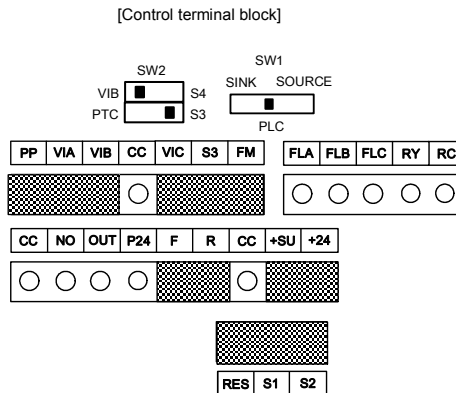 [Control terminal block]
SW2
SW1
VIB S4
SINK SOURCE
PTC S3
PLC
PP VIA VIB CC VIC S3 FM
FLA FLB FLC RY RC
CC NO OUT P24 F R CC +SU +24
RES S1 S2